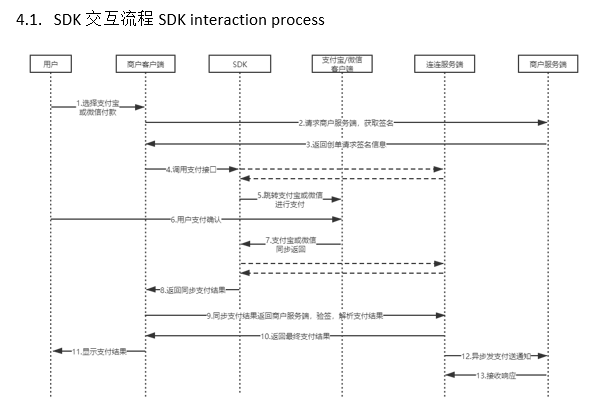 4.1. SDK 交互流程 SDK interaction process
用户
商户客户端
SDK
支付宝/微信
客户端
连连服务端
商户服务端
1.选择支付宝
或微信付款
2.请求商户服务端，获取签名
3.返回创单请求签名信息
4.调用支付接口
5.跳转支付宝或微信
进行支付
6.用户支付确认
7.支付宝或微信
同步返回
8.返回同步支付结果
9.同步支付结果返回商户服务端，验签、解析支付结果
10.返回最终支付结果
11.显示支付结果
12.异步发支付送通知
13.接收响应